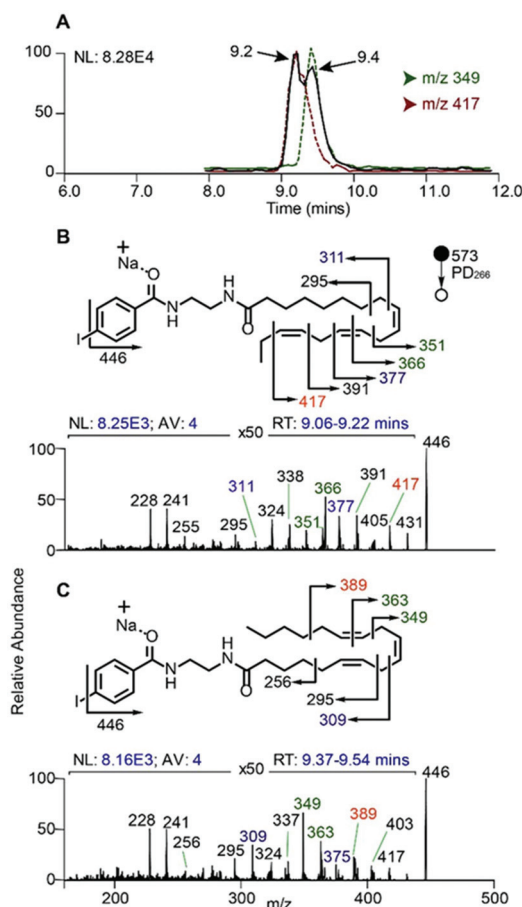 A
NL: 8.28E4
9.2
9.4
m/z 349
m/z 417
100
50
0
6.0 7.0 8.0 9.0 10.0 11.0 12.0
Time (mins)
B
+
Na
O
N
H
H
N
O
I
446
311
295
351
366
377
391
417
573
PD266
NL: 8.25E3; AV: 4
x50
RT: 9.06-9.22 mins
446
100
50
0
228 241 255 295 311 324 338 351 366 377 391 405 417 431
C
+
Na
O
N
H
H
N
O
I
446
389
363
349
256
295
309
Relative Abundance
NL: 8.16E3; AV: 4
x50
RT: 9.37-9.54 mins
446
100
50
0
228 241 256 295 309 324 337 349 363 375 389 403 417
200 300 400 500
m/z